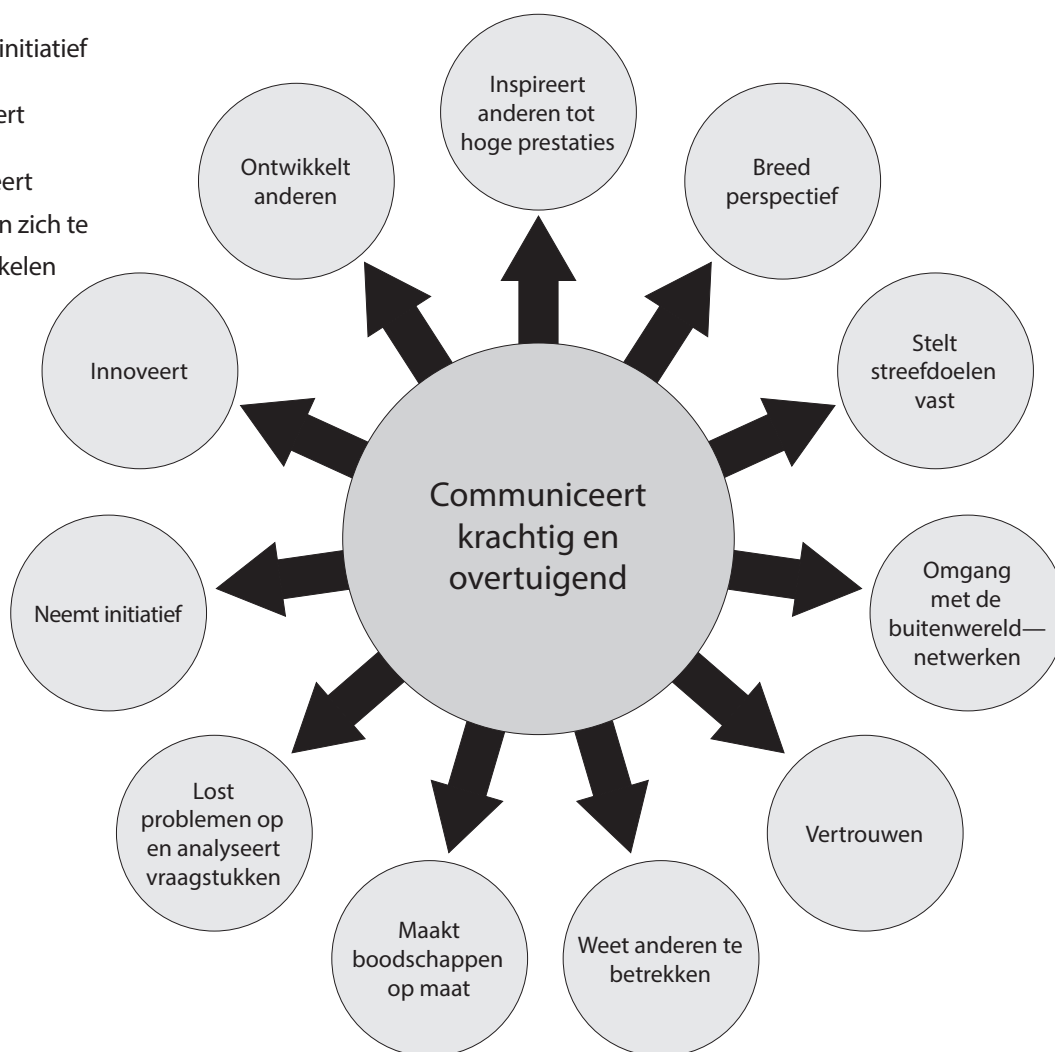 initiatief
ert
eert
n zich te
kelen
Inspireert
anderen tot
hoge prestaties
Breed
perspectief
Stelt
streefdoelen
vast
Omgang
met de
buitenwereld—
netwerken
Vertrouwen
Weet anderen te
betrekken
Maakt
boodschappen
op maat
Lost
problemen op
en analyseert
vraagstukken
Neemt initiatief
Innoveert
Ontwikkelt
anderen
Communiceert
krachtig en
overtuigend